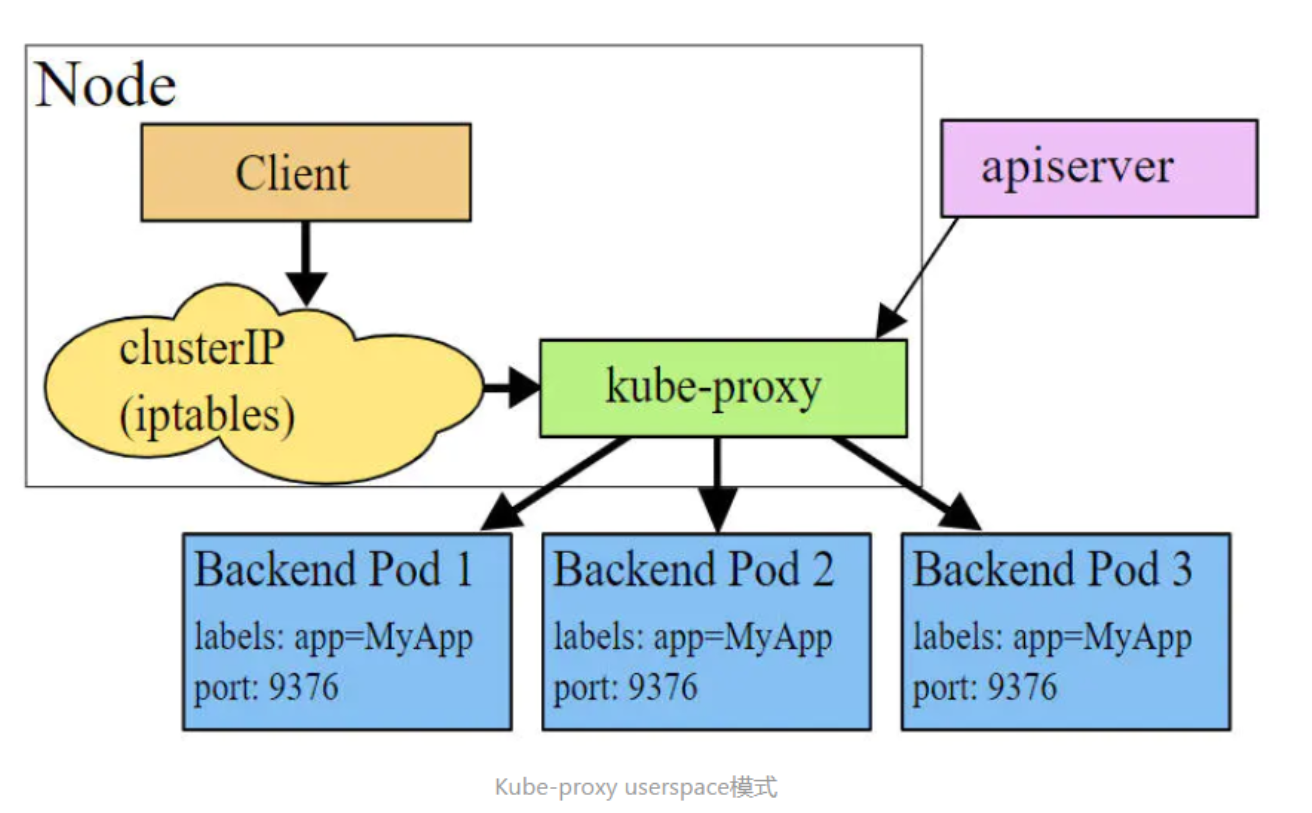 Node
Client
apiserver
clusterIP
(iptables)
kube-proxy
Backend Pod 1
labels: app=MyApp
port: 9376
Backend Pod 2
labels: app=MyApp
port: 9376
Backend Pod 3
labels: app=MyApp
port: 9376
Kube-proxy userspace模式